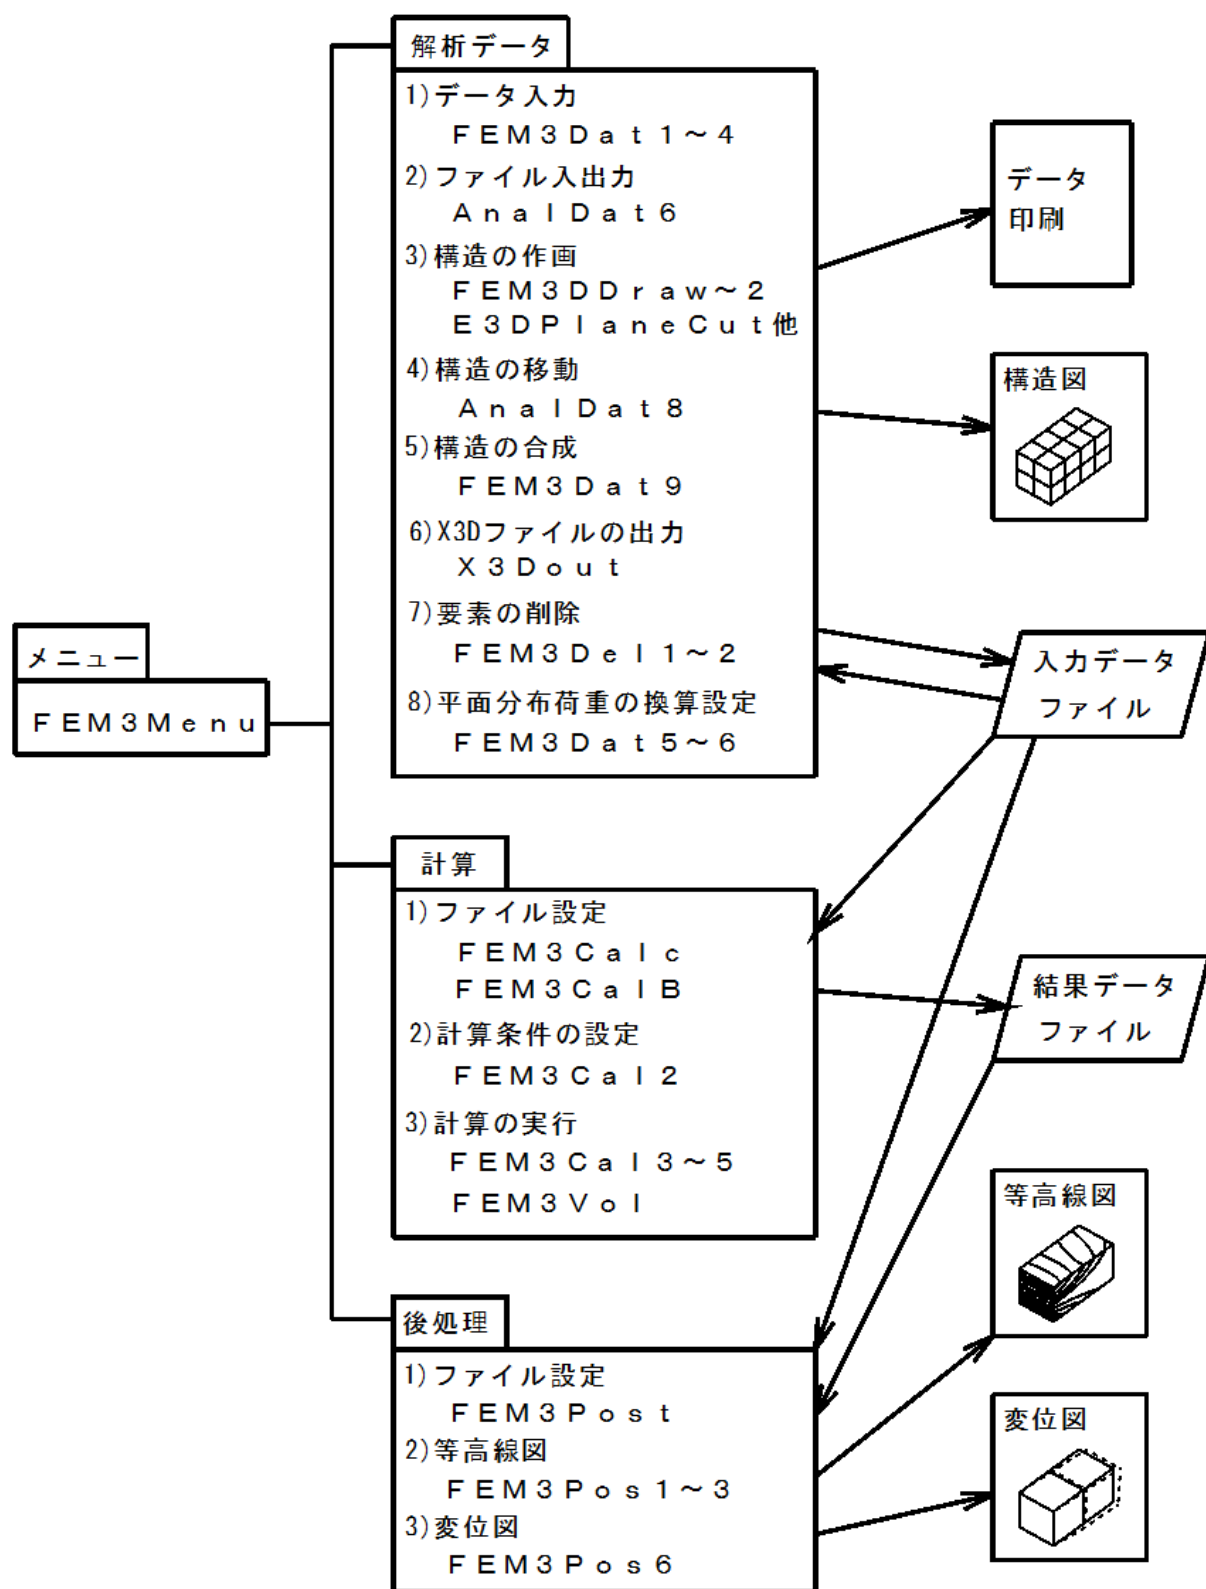 解析データ
1)データ入力
ＦＥＭ３Ｄａｔ１～４
2)ファイル入出力
ＡｎａｌＤａｔ６
3)構造の作画
ＦＥＭ３ＤＤｒａｗ～２
Ｅ３ＤＰｌａｎｅＣｕｔ他
4)構造の移動
ＡｎａｌＤａｔ８
5)構造の合成
ＦＥＭ３Ｄａｔ９
6)X3Dファイルの出力
Ｘ３Ｄｏｕｔ
7)要素の削除
ＦＥＭ３Ｄｅｌ１～２
8)平面分布荷重の換算設定
ＦＥＭ３Ｄａｔ５～６
データ
印刷
構造図
メニュー
ＦＥＭ３Ｍｅｎｕ
入力データ
ファイル
計算
1)ファイル設定
ＦＥＭ３Ｃａｌｃ
ＦＥＭ３ＣａｌＢ
2)計算条件の設定
ＦＥＭ３Ｃａｌ２
3)計算の実行
ＦＥＭ３Ｃａｌ３～５
ＦＥＭ３Ｖｏｌ
結果データ
ファイル
後処理
1)ファイル設定
ＦＥＭ３Ｐｏｓｔ
2)等高線図
ＦＥＭ３Ｐｏｓ１～３
3)変位図
ＦＥＭ３Ｐｏｓ６
等高線図
変位図